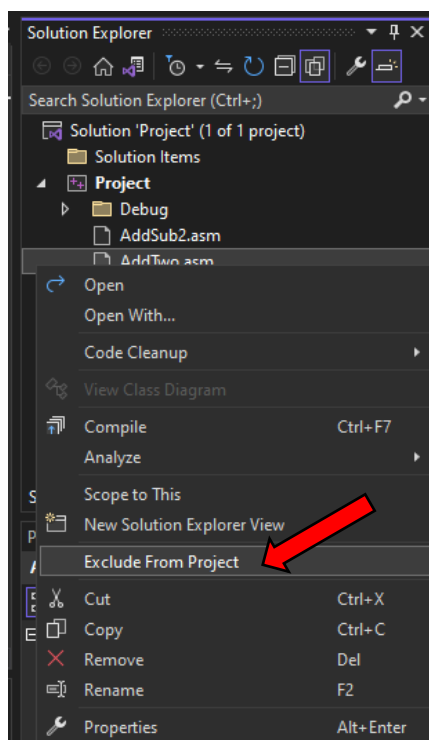 Solution Explorer
Search Solution Explorer (Ctrl+;)
Solution 'Project' (1 of 1 project)
Solution Items
Project
Debug
AddSub2.asm
AddTwo.asm
Open
Open With...
Code Cleanup
View Class Diagram
Compile Ctrl+F7
Analyze
Scope to This
New Solution Explorer View
Exclude From Project
Cut Ctrl+X
Copy Ctrl+C
Remove Del
Rename F2
Properties Alt+Enter